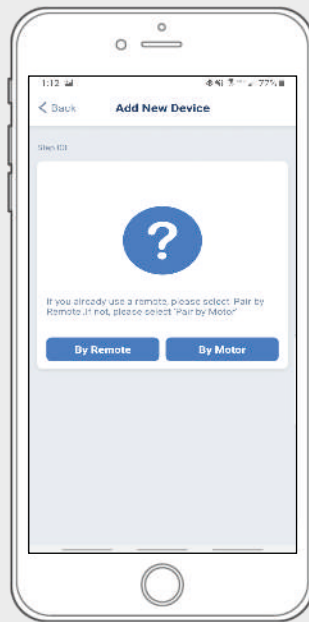 1:12
77%
Back
Add New Device
?
If you already use a remote, please select 'Pair by
Remote'.If not, please select 'Pair by Motor'
By Remote
By Motor